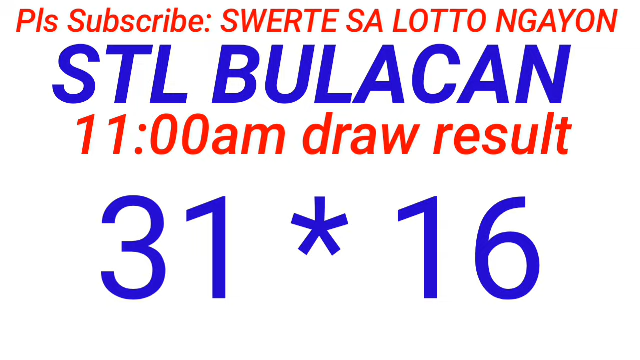 Pls Subscribe: SWERTE SA LOTTO NGAYON
STL BULACAN
11:00am draw result
31 * 16